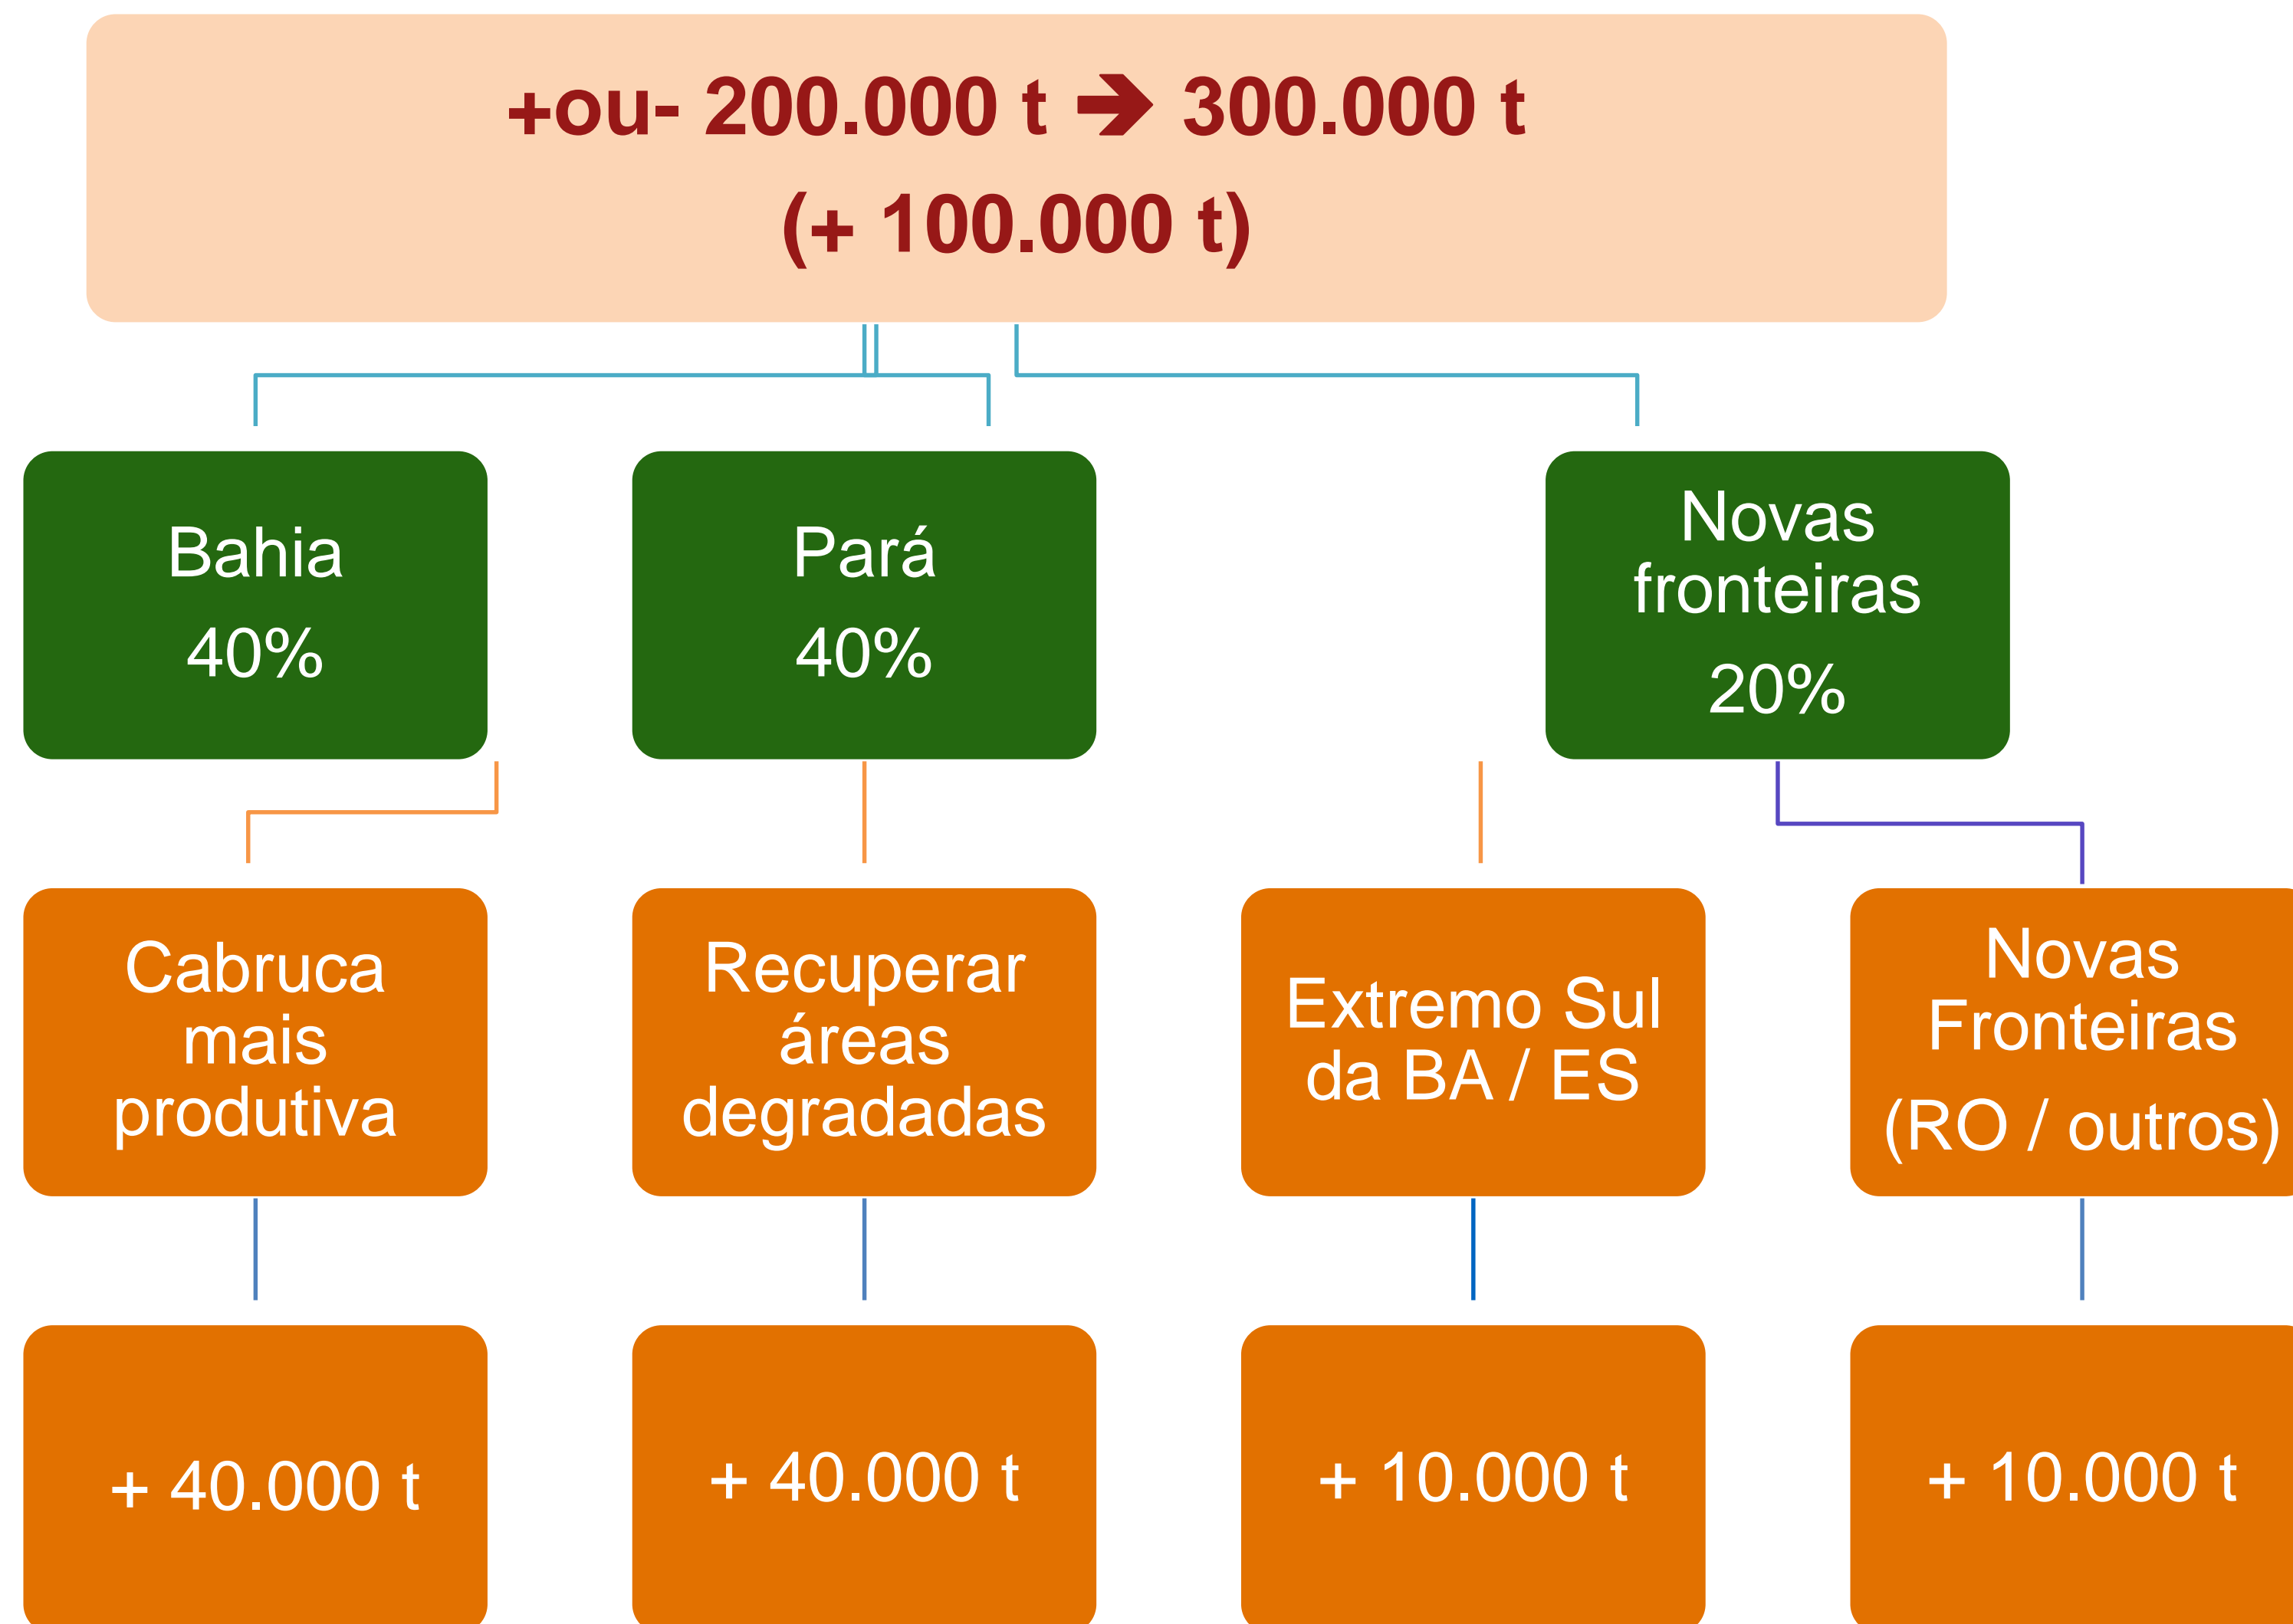 +ou- 200.000 t ➔ 300.000 t
(+ 100.000 t)
Bahia
40%
Pará
40%
Novas
fronteiras
20%
Cabruca
mais
produtiva
Recuperar
áreas
degradadas
Extremo Sul
da BA / ES
Novas
Fronteiras
(RO / outros)
+ 40.000 t
+ 40.000 t
+ 10.000 t
+ 10.000 t